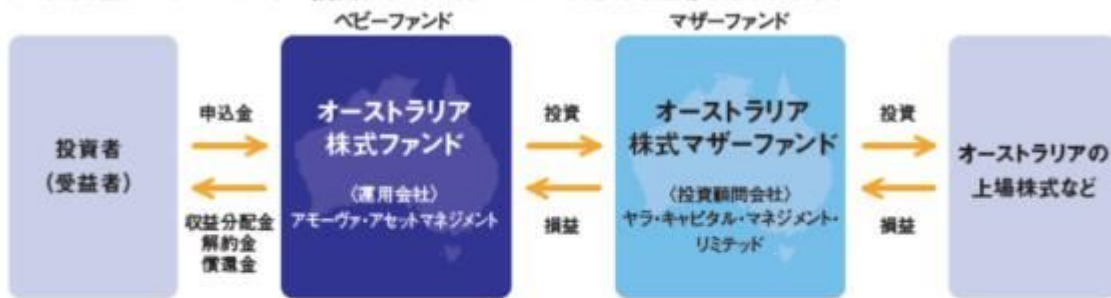 ベビーファンド
マザーファンド
投資者
(受益者)
申込金
収益分配金
解約金
償還金
オーストラリア
株式ファンド
〈運用会社〉
アモーヴァ・アセットマネジメント
投資
損益
オーストラリア
株式マザーファンド
〈投資顧問会社〉
ヤラ・キャピタル・マネジメント・
リミテッド
投資
損益
オーストラリアの
上場株式など